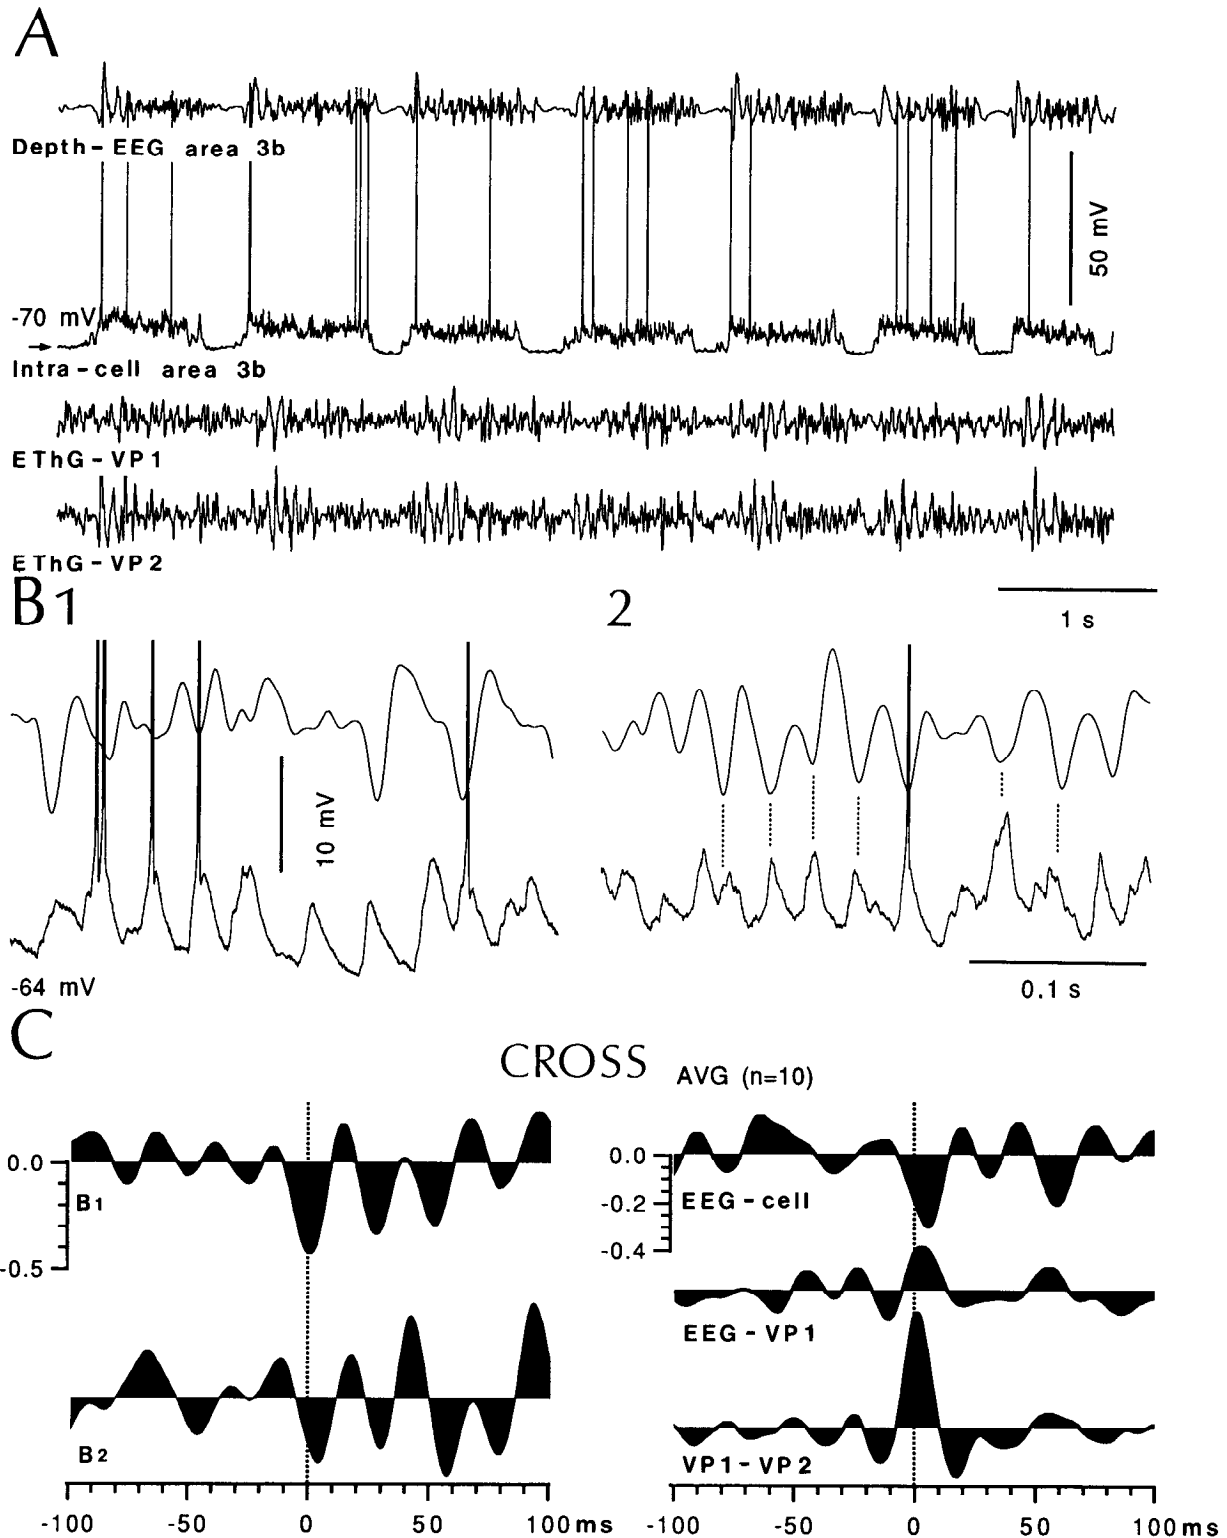 A
Depth-EEG area 3b
50 mV
-70 mV
Intra-cell area 3b
EThG-VP1
EThG-VP2
1 s
B1
2
10 mV
-64 mV
0.1 s
C
CROSS
AVG (n=10)
0.0
B1
-0.5
B2
-100 -50 0 50 100 ms
0.0
-0.2
-0.4
EEG-cell
EEG-VP1
VP1-VP2
-100 -50 0 50 100 ms